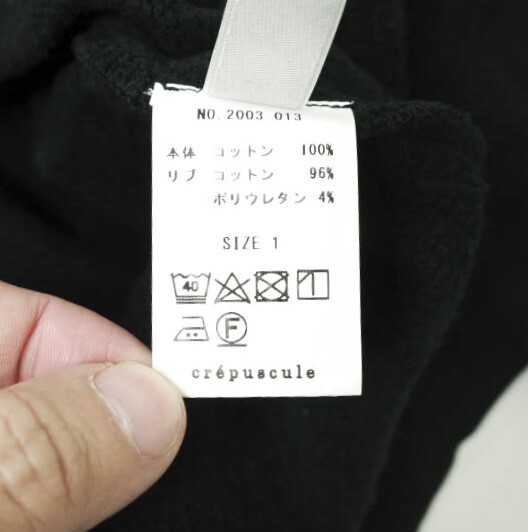 NO. 2003 013
本体 コットン 100%
リブ コットン 96%
ポリウレタン 4%
SIZE 1
40
F
crépuscule